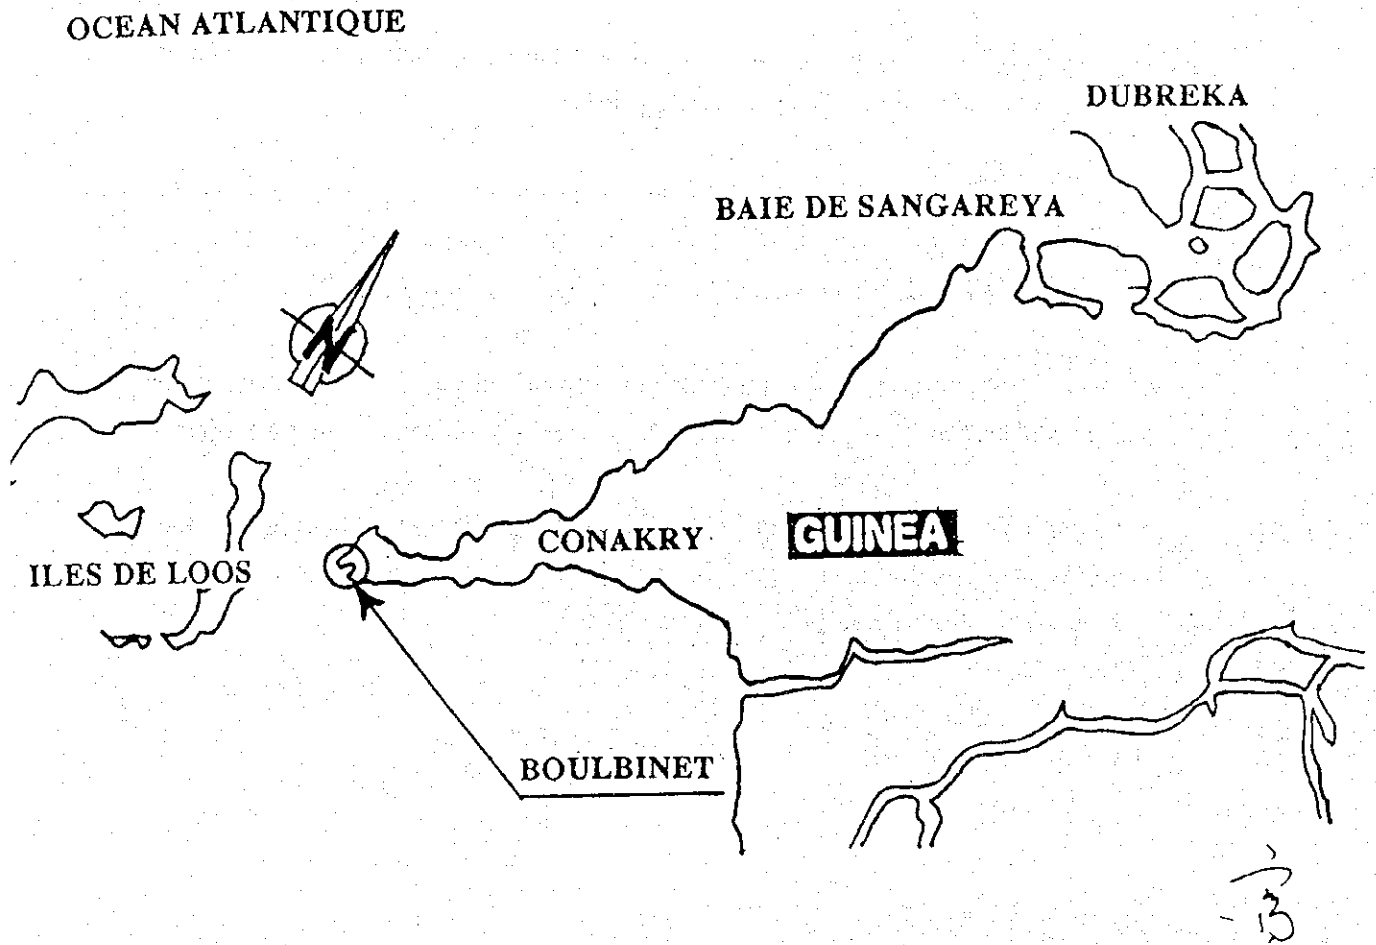 OCEAN ATLANTIQUE
DUBREKA
BAIE DE SANGAREYA
N
CONAKRY
GUINEA
ILES DE LOOS
BOULBINET